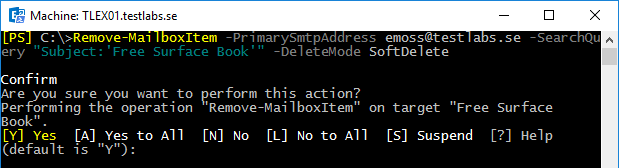 Machine: TLEX01.testlabs.se
[PS] C:\>Remove-MailboxItem -PrimarySmtpAddress emoss@testlabs.se -SearchQu
ery "Subject:'Free Surface Book'" -DeleteMode SoftDelete
Confirm
Are you sure you want to perform this action?
Performing the operation "Remove-MailboxItem" on target "Free Surface
Book".
[Y] Yes  [A] Yes to All  [N] No  [L] No to All  [S] Suspend  [?] Help
(default is "Y"):